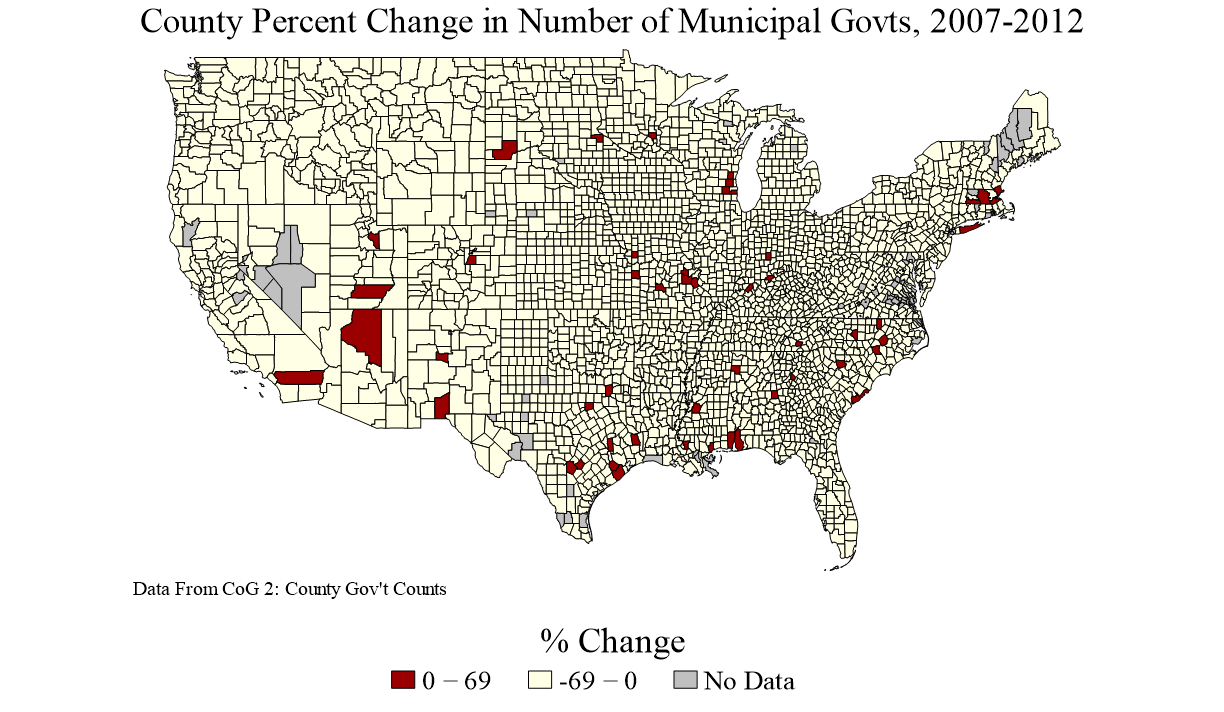 County Percent Change in Number of Municipal Govts, 2007-2012
Data From CoG 2: County Gov't Counts
% Change
0 − 69 -69 − 0 No Data